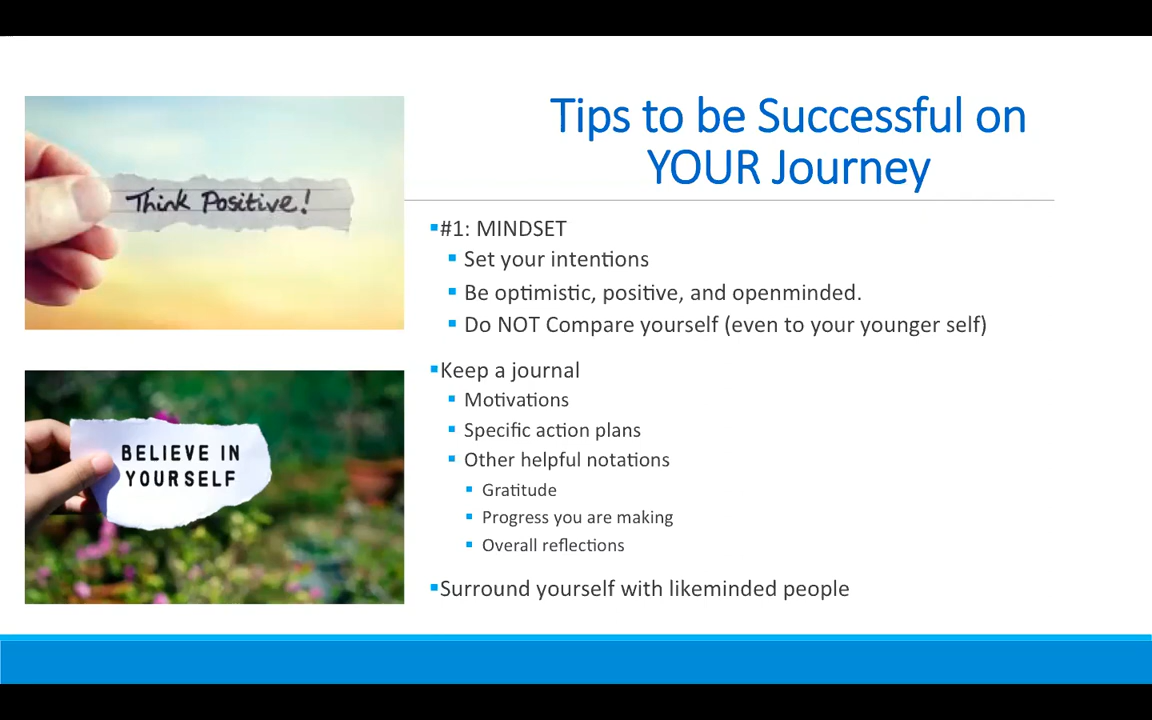 Tips to be Successful on
YOUR Journey
Think Positive!
#1: MINDSET
Set your intentions
Be optimistic, positive, and openminded.
Do NOT Compare yourself (even to your younger self)
Keep a journal
Motivations
Specific action plans
Other helpful notations
Gratitude
Progress you are making
Overall reflections
Surround yourself with likeminded people
BELIEVE IN
YOURSELF